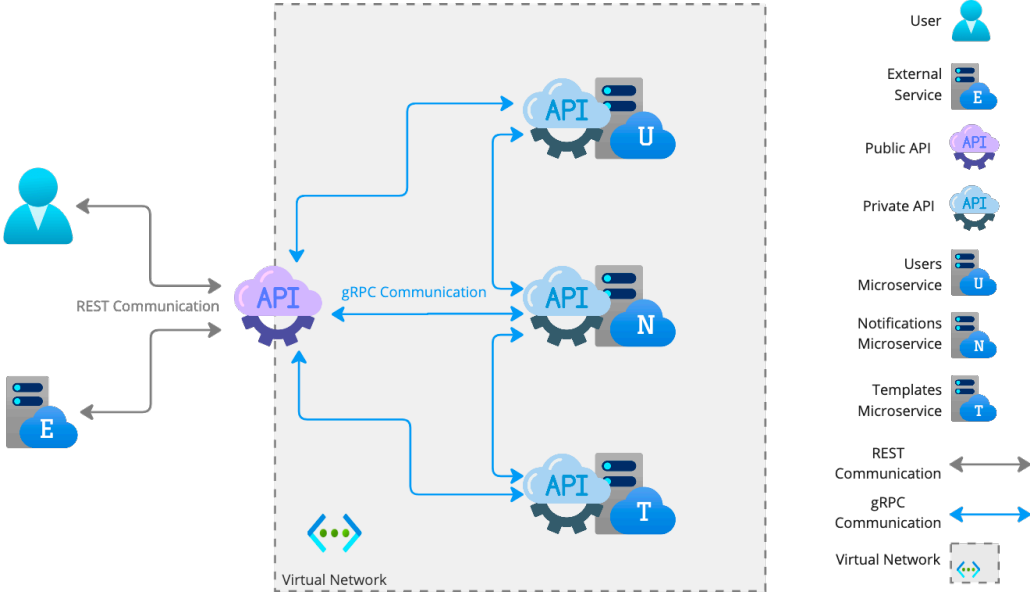 API
U
REST Communication
API
gRPC Communication
API
N
E
API
T
Virtual Network
User
External
Service
E
Public API
API
Private API
API
Users
Microservice
U
Notifications
Microservice
N
Templates
Microservice
T
REST
Communication
gRPC
Communication
Virtual Network